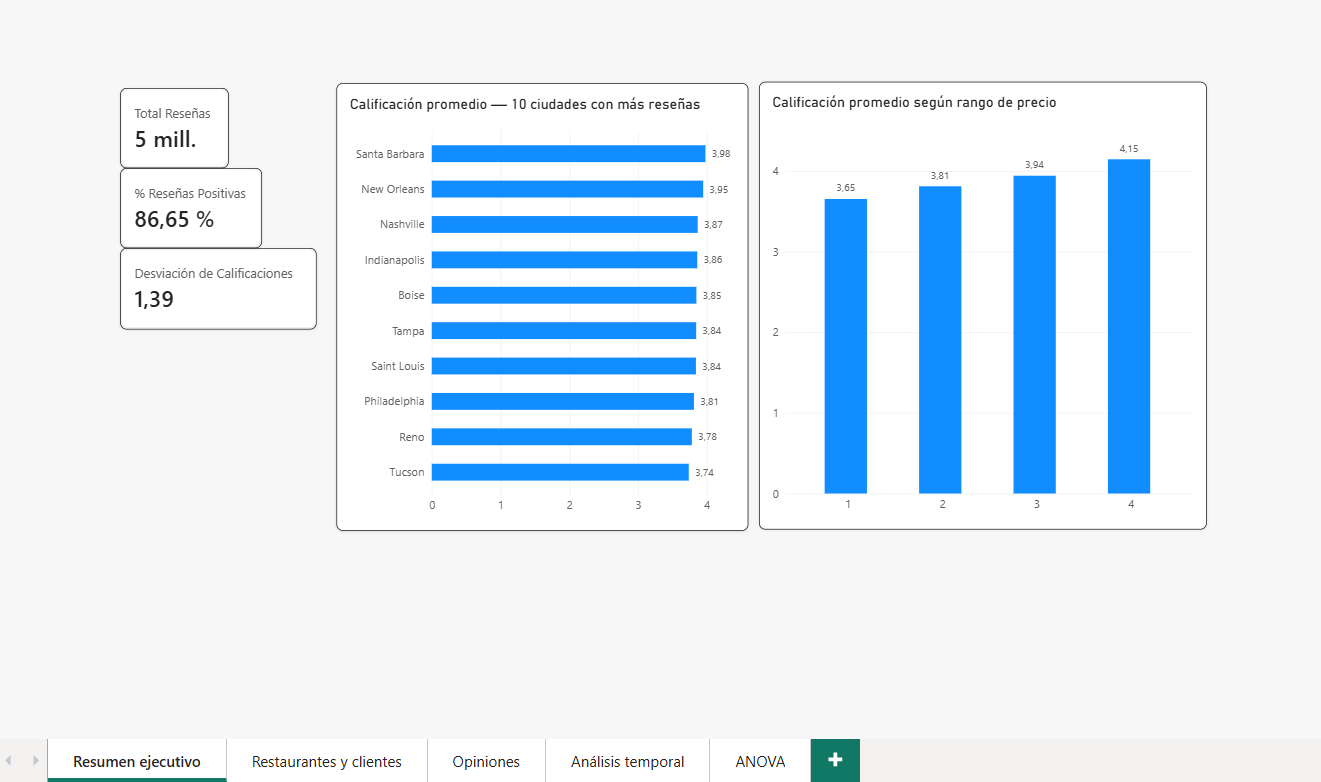 Total Reseñas
5 mill.
% Reseñas Positivas
86,65 %
Desviación de Calificaciones
1,39
Calificación promedio — 10 ciudades con más reseñas
Santa Barbara 3,98
New Orleans 3,95
Nashville 3,87
Indianapolis 3,86
Boise 3,85
Tampa 3,84
Saint Louis 3,84
Philadelphia 3,81
Reno 3,78
Tucson 3,74
0 1 2 3 4
Calificación promedio según rango de precio
4
3
2
1
0
3,65 3,81 3,94 4,15
1 2 3 4
Resumen ejecutivo Restaurantes y clientes Opiniones Análisis temporal ANOVA +